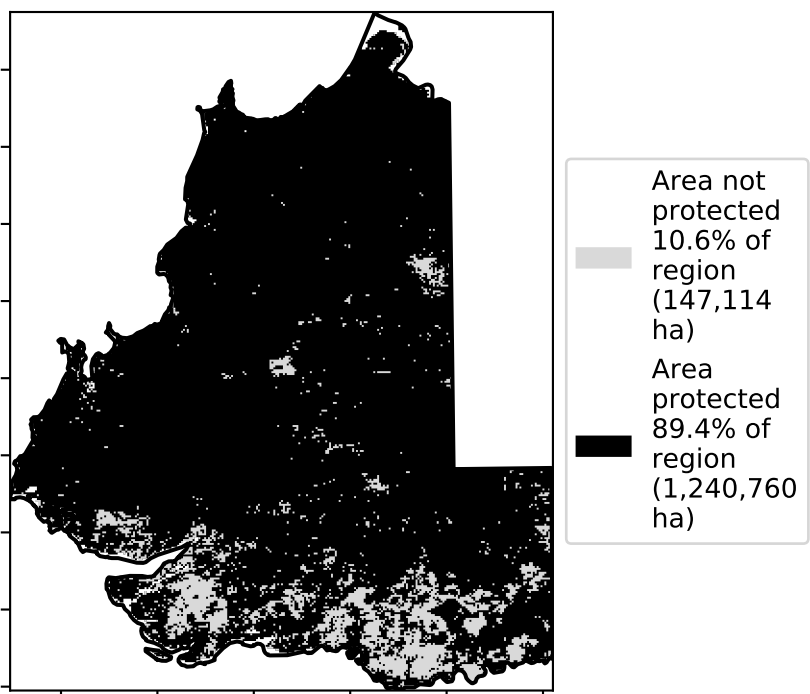 Area not
protected
10.6% of
region
(147,114
ha)
Area
protected
89.4% of
region
(1,240,760
ha)